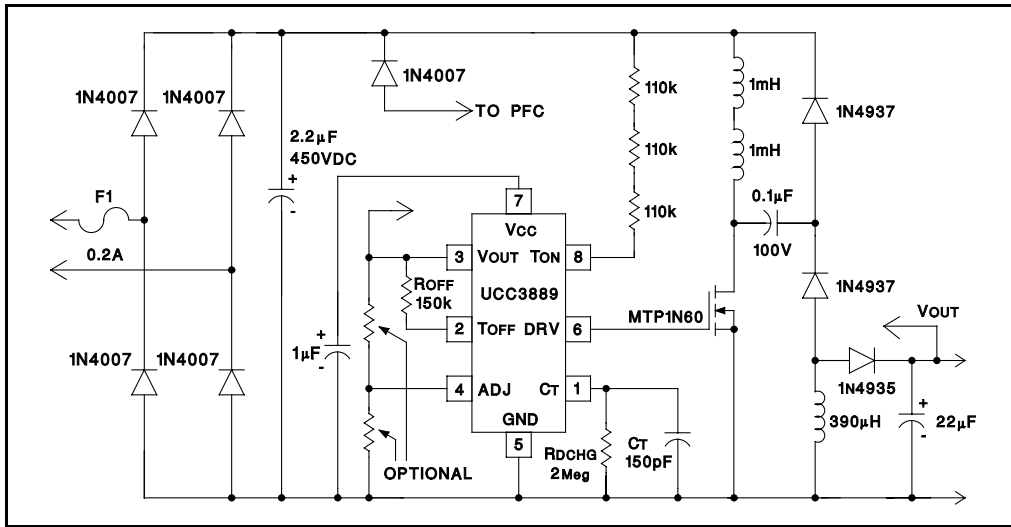 1N4007
1N4007
1N4007
TO PFC
2.2µF
450VDC
+
-
F1
0.2A
1N4007
1N4007
1µF
+
-
110k
110k
110k
1mH
1mH
1N4937
0.1µF
100V
1N4937
7
VCC
3
VOUT
TON
8
UCC3889
ROFF
150k
2
TOFF
DRV
6
4
ADJ
CT
1
GND
5
MTP1N60
RDCHG
2Meg
CT
150pF
OPTIONAL
VOUT
1N4935
390µH
+
-
22µF